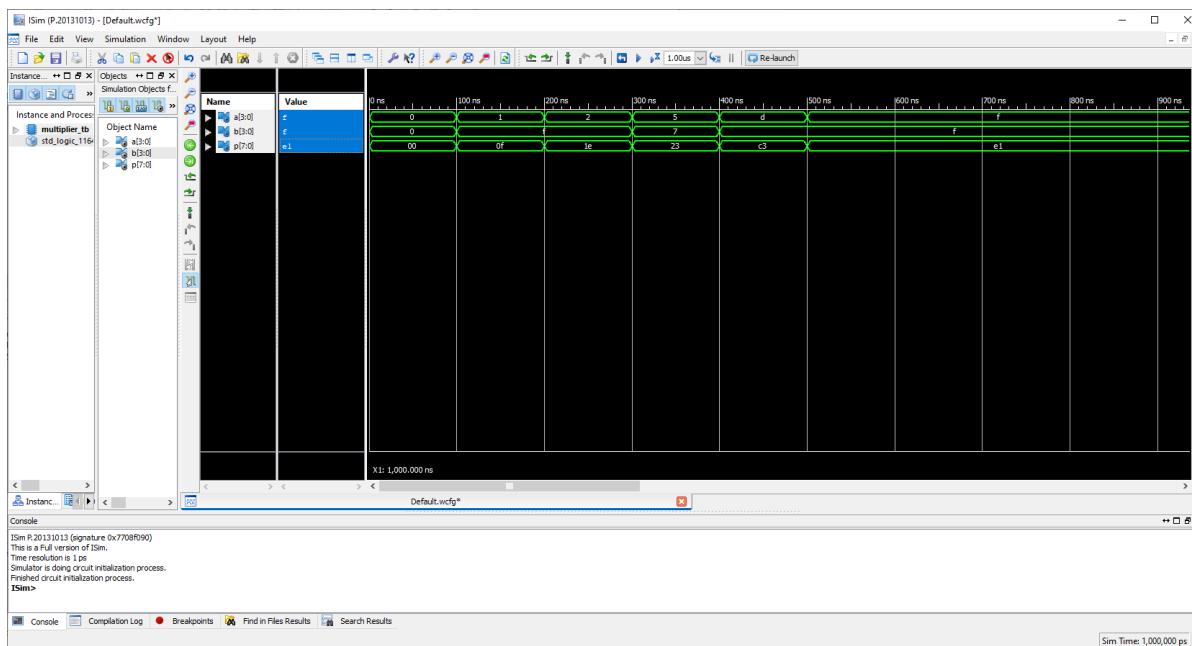 ISim (P.20131013) - [Default.wcfg*]
File Edit View Simulation Window Layout Help
1.00us Re-launch
Instance...
Instance and Proces
multiplier_tb
std_logic_116
Objects
Simulation Objects f...
Object Name
a[3:0]
b[3:0]
p[7:0]
Name Value
a[3:0] f
b[3:0] f
p[7:0] e1
0 ns 100 ns 200 ns 300 ns 400 ns 500 ns 600 ns 700 ns 800 ns 900 ns
0 1 2 5 d f
0 f 7 f
00 0f 1e 23 c3 e1
X1: 1,000.000 ns
Instanc...
Default.wcfg*
Console
ISim P.20131013 (signature 0x7708f090)
This is a Full version of ISim.
Time resolution is 1 ps
Simulator is doing circuit initialization process.
Finished circuit initialization process.
ISim>
Console Compilation Log Breakpoints Find in Files Results Search Results
Sim Time: 1,000,000 ps